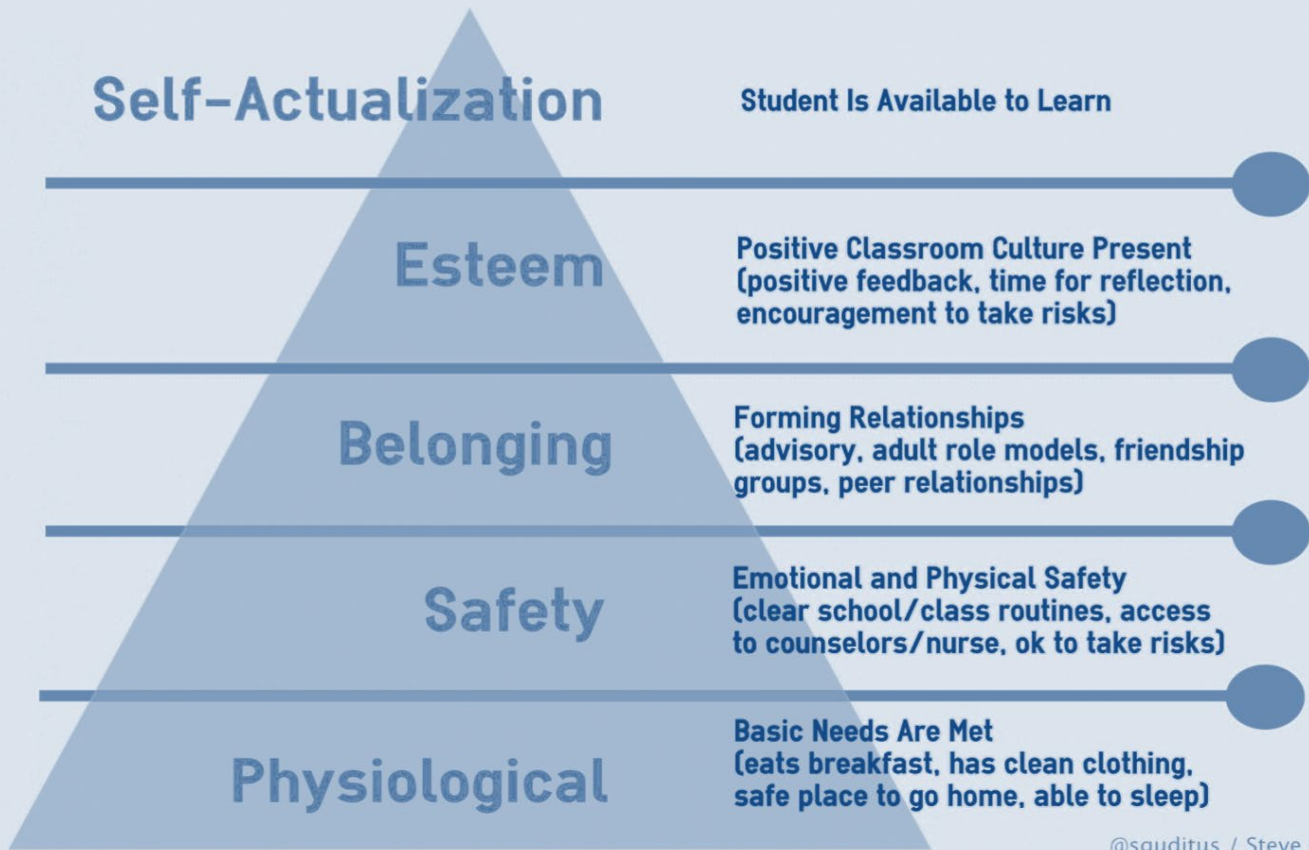 Self-Actualization
Student Is Available to Learn
Esteem
Positive Classroom Culture Present
(positive feedback, time for reflection,
encouragement to take risks)
Belonging
Forming Relationships
(advisory, adult role models, friendship
groups, peer relationships)
Safety
Emotional and Physical Safety
(clear school/class routines, access
to counselors/nurse, ok to take risks)
Physiological
Basic Needs Are Met
(eats breakfast, has clean clothing,
safe place to go home, able to sleep)
@squditus / Steve